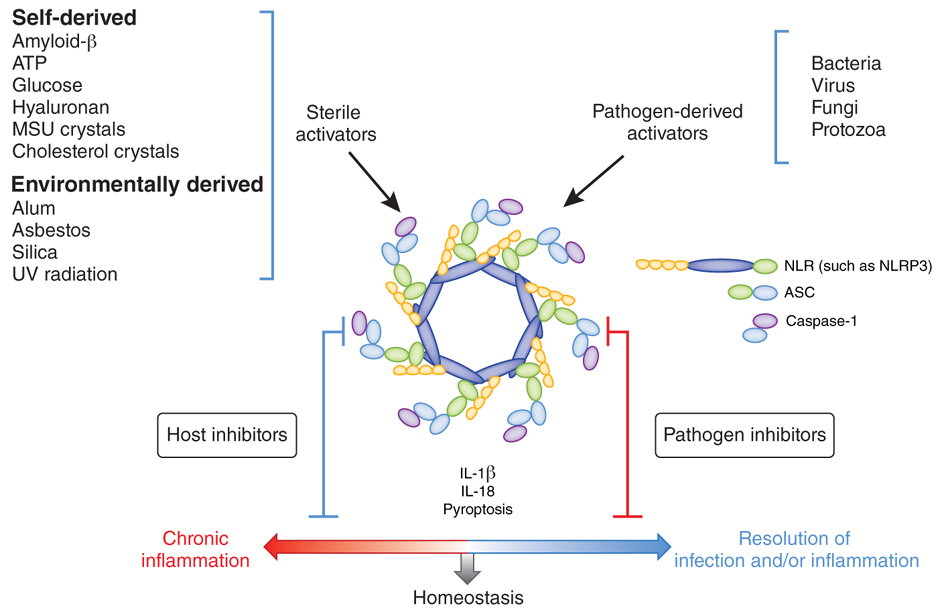 Self-derived
Amyloid-β
ATP
Glucose
Hyaluronan
MSU crystals
Cholesterol crystals
Environmentally derived
Alum
Asbestos
Silica
UV radiation
Sterile
activators
Pathogen-derived
activators
Bacteria
Virus
Fungi
Protozoa
NLR (such as NLRP3)
ASC
Caspase-1
Host inhibitors
Pathogen inhibitors
IL-1β
IL-18
Pyroptosis
Chronic
inflammation
Resolution of
infection and/or inflammation
Homeostasis